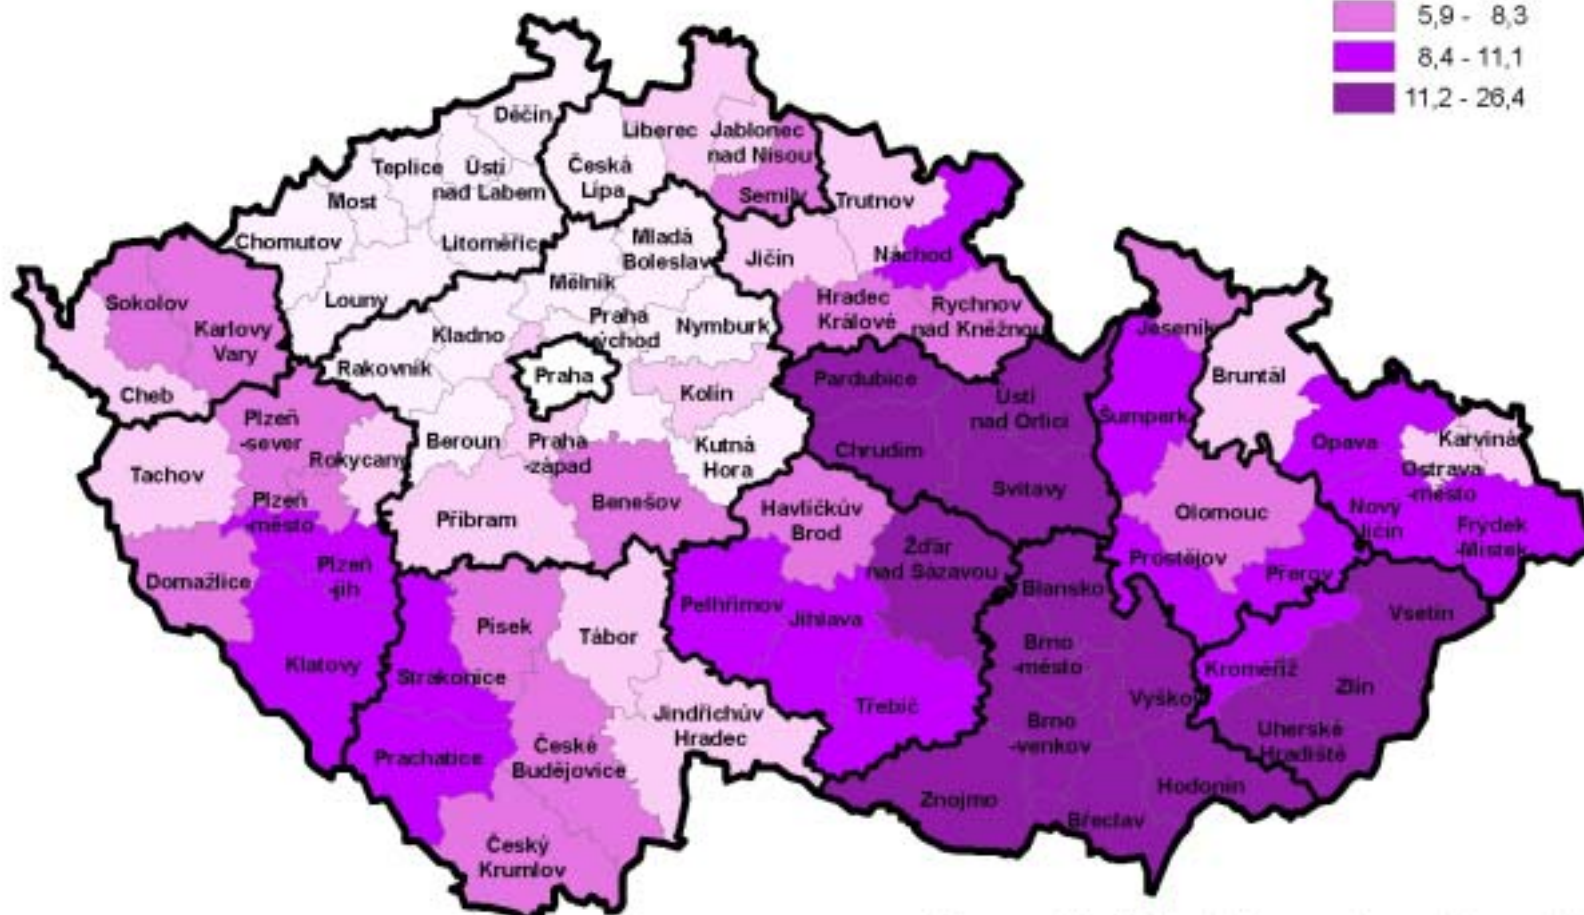 5,9 - 8,3
8,4 - 11,1
11,2 - 26,4
Děčín
Liberec
Jablonec
nad Nisou
Teplice
Ústí
nad Labem
Česká
Lípa
Semily
Most
Trutnov
Chomutov
Litoměřice
Mladá
Boleslav
Jičín
Náchod
Mělník
Sokolov
Louny
Karlovy
Vary
Kladno
Praha
východ
Nymburk
Hradec
Králové
Rychnov
nad Kněžnou
Jeseník
Rakovník
Praha
Cheb
Kolín
Pardubice
Ústí
nad Orlicí
Bruntál
Šumperk
Plzeň
-sever
Beroun
Praha
-západ
Kutná
Hora
Chrudim
Opava
Karviná
Rokycany
Tachov
Ostrava
-město
Svitavy
Plzeň
-město
Příbram
Benešov
Havlíčkův
Brod
Olomouc
Nový
Jičín
Frýdek
-Místek
Žďár
nad Sázavou
Prostějov
Přerov
Domažlice
Plzeň
-jih
Blansko
Pelhřimov
Jihlava
Vsetín
Písek
Tábor
Brno
-město
Klatovy
Strakonice
Kroměříž
Zlín
Vyškov
Třebíč
Jindřichův
Hradec
Brno
-venkov
Uherské
Hradiště
Prachatice
České
Budějovice
Hodonín
Znojmo
Břeclav
Český
Krumlov